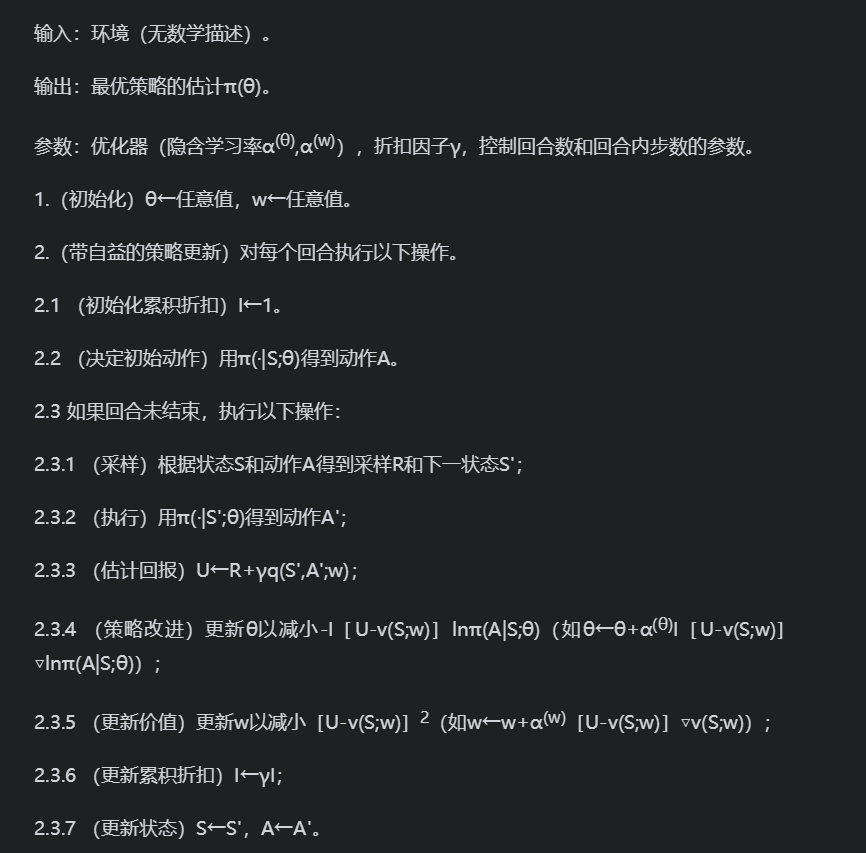 输入：环境（无数学描述）。
输出：最优策略的估计π(θ)。
参数：优化器（隐含学习率α(θ),α(w)），折扣因子γ，控制回合数和回合内步数的参数。
1.（初始化）θ←任意值，w←任意值。
2.（带自益的策略更新）对每个回合执行以下操作。
2.1 （初始化累积折扣）I←1。
2.2 （决定初始动作）用π(·|S;θ)得到动作A。
2.3 如果回合未结束，执行以下操作：
2.3.1 （采样）根据状态S和动作A得到采样R和下一状态S'；
2.3.2 （执行）用π(·|S';θ)得到动作A'；
2.3.3 （估计回报）U←R+γq(S',A';w)；
2.3.4 （策略改进）更新θ以减小-I［U-v(S;w)］lnπ(A|S;θ)（如θ←θ+α(θ)I［U-v(S;w)］
▿lnπ(A|S;θ)）；
2.3.5 （更新价值）更新w以减小［U-v(S;w)］2（如w←w+α(w)［U-v(S;w)］▿v(S;w)）；
2.3.6 （更新累积折扣）I←γI；
2.3.7 （更新状态）S←S'，A←A'。